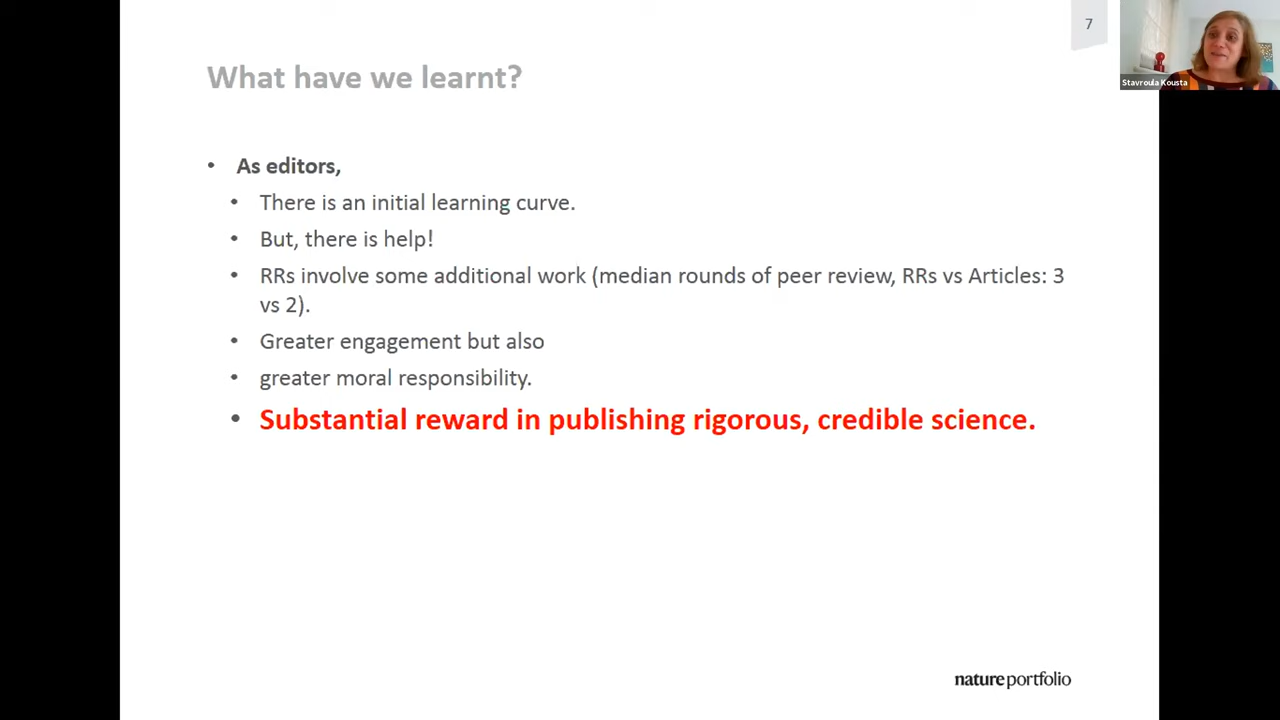 7
Stavroula Kousta
What have we learnt?
• As editors,
• There is an initial learning curve.
• But, there is help!
• RRs involve some additional work (median rounds of peer review, RRs vs Articles: 3
vs 2).
• Greater engagement but also
• greater moral responsibility.
• Substantial reward in publishing rigorous, credible science.
nature portfolio